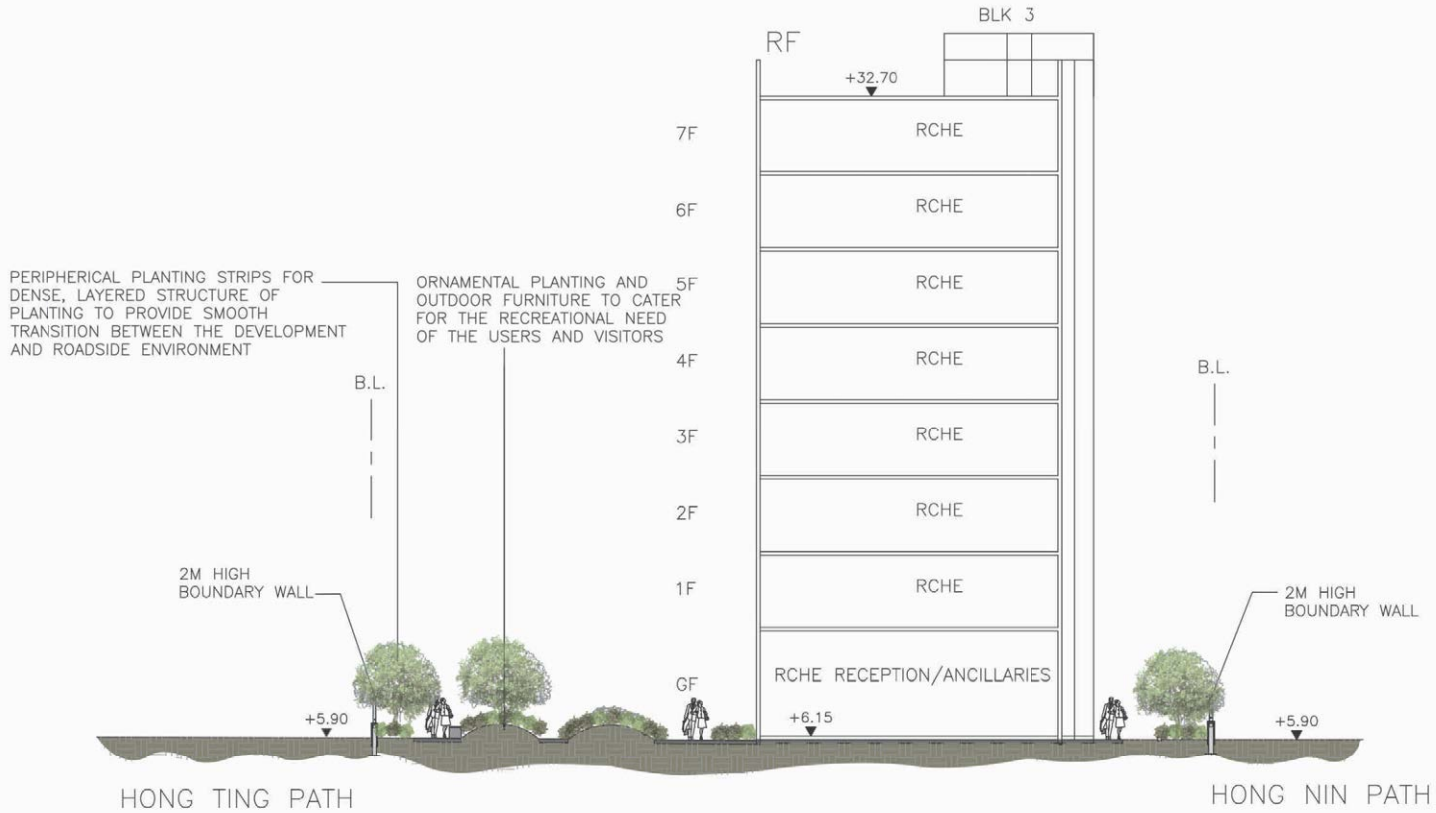 BLK 3
RF
+32.70
7F
RCHE
6F
RCHE
PERIPHERICAL PLANTING STRIPS FOR
DENSE, LAYERED STRUCTURE OF
PLANTING TO PROVIDE SMOOTH
TRANSITION BETWEEN THE DEVELOPMENT
AND ROADSIDE ENVIRONMENT
ORNAMENTAL PLANTING AND
OUTDOOR FURNITURE TO CATER
FOR THE RECREATIONAL NEED
OF THE USERS AND VISITORS
5F
RCHE
4F
RCHE
B.L.
B.L.
3F
RCHE
2F
RCHE
2M HIGH
BOUNDARY WALL
1F
RCHE
2M HIGH
BOUNDARY WALL
GF
RCHE RECEPTION/ANCILLARIES
+5.90
+6.15
+5.90
HONG TING PATH
HONG NIN PATH